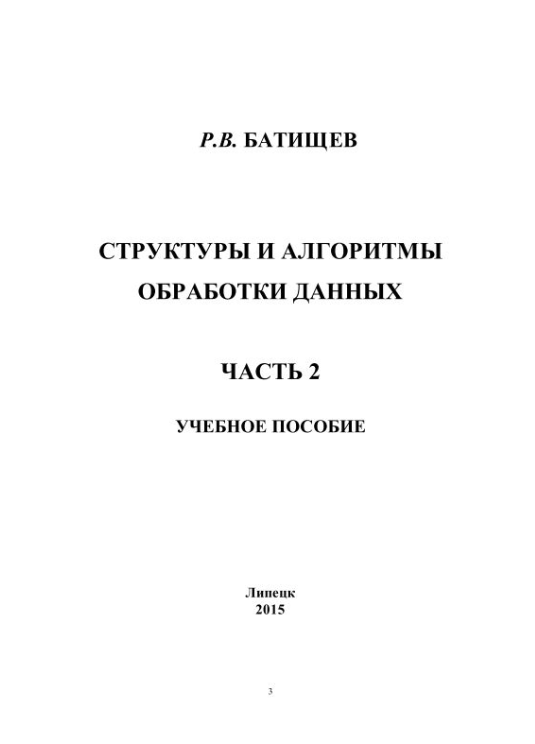 Р.В. БАТИЩЕВ
СТРУКТУРЫ И АЛГОРИТМЫ
ОБРАБОТКИ ДАННЫХ
ЧАСТЬ 2
УЧЕБНОЕ ПОСОБИЕ
Липецк
2015
3